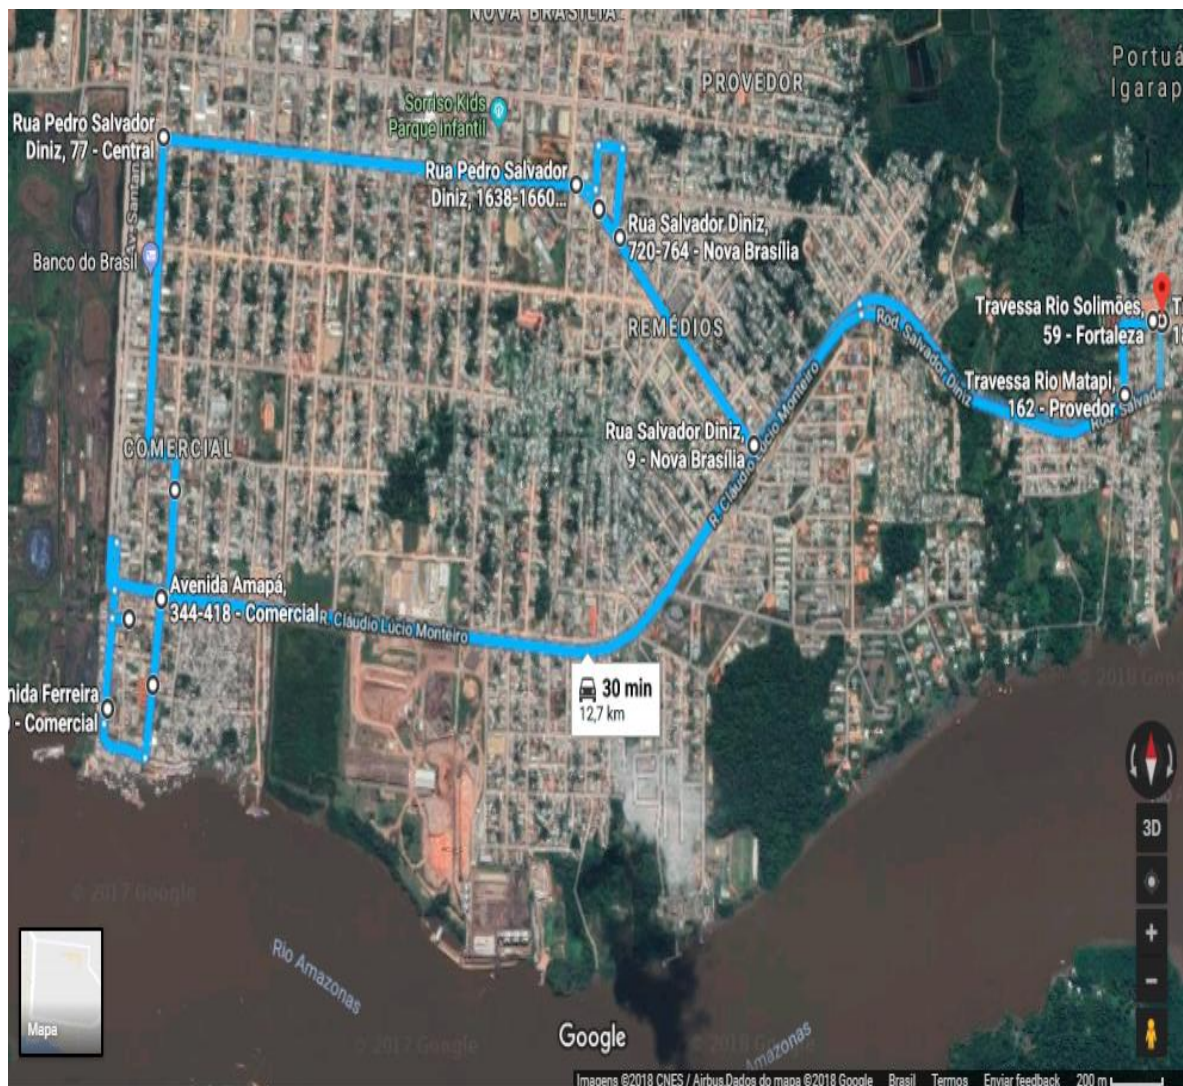 NOVA BRASÍLIA
PROVEDOR
Portuá
Igarap
Sorriso Kids
Parque Infantil
Rua Pedro Salvador
Diniz, 77 - Central
Av. Santan
Rua Pedro Salvador
Diniz, 1638-1660...
Rua Salvador Diniz,
720-764 - Nova Brasília
Banco do Brasil
REMÉDIOS
Travessa Rio Solimões,
59 - Fortaleza
T
18
Rod. Salvador Diniz
Travessa Rio Matapi,
162 - Provedor
Rod. Salvad
COMERCIAL
Rua Salvador Diniz,
9 - Nova Brasília
R. Cláudio Lúcio Monteiro
Avenida Amapá,
344-418 - Comercial
R. Cláudio Lúcio Monteiro
nida Ferreira
) - Comercial
30 min
12,7 km
2018 Google
3D
© 2017 Google
Rio Amazonas
Mapa
Google
© 2017 Google
© 2018 Google
Amazonas
Imagens ©2018 CNES / Airbus,Dados do mapa ©2018 Google Brasil Termos Enviar feedback 200 m